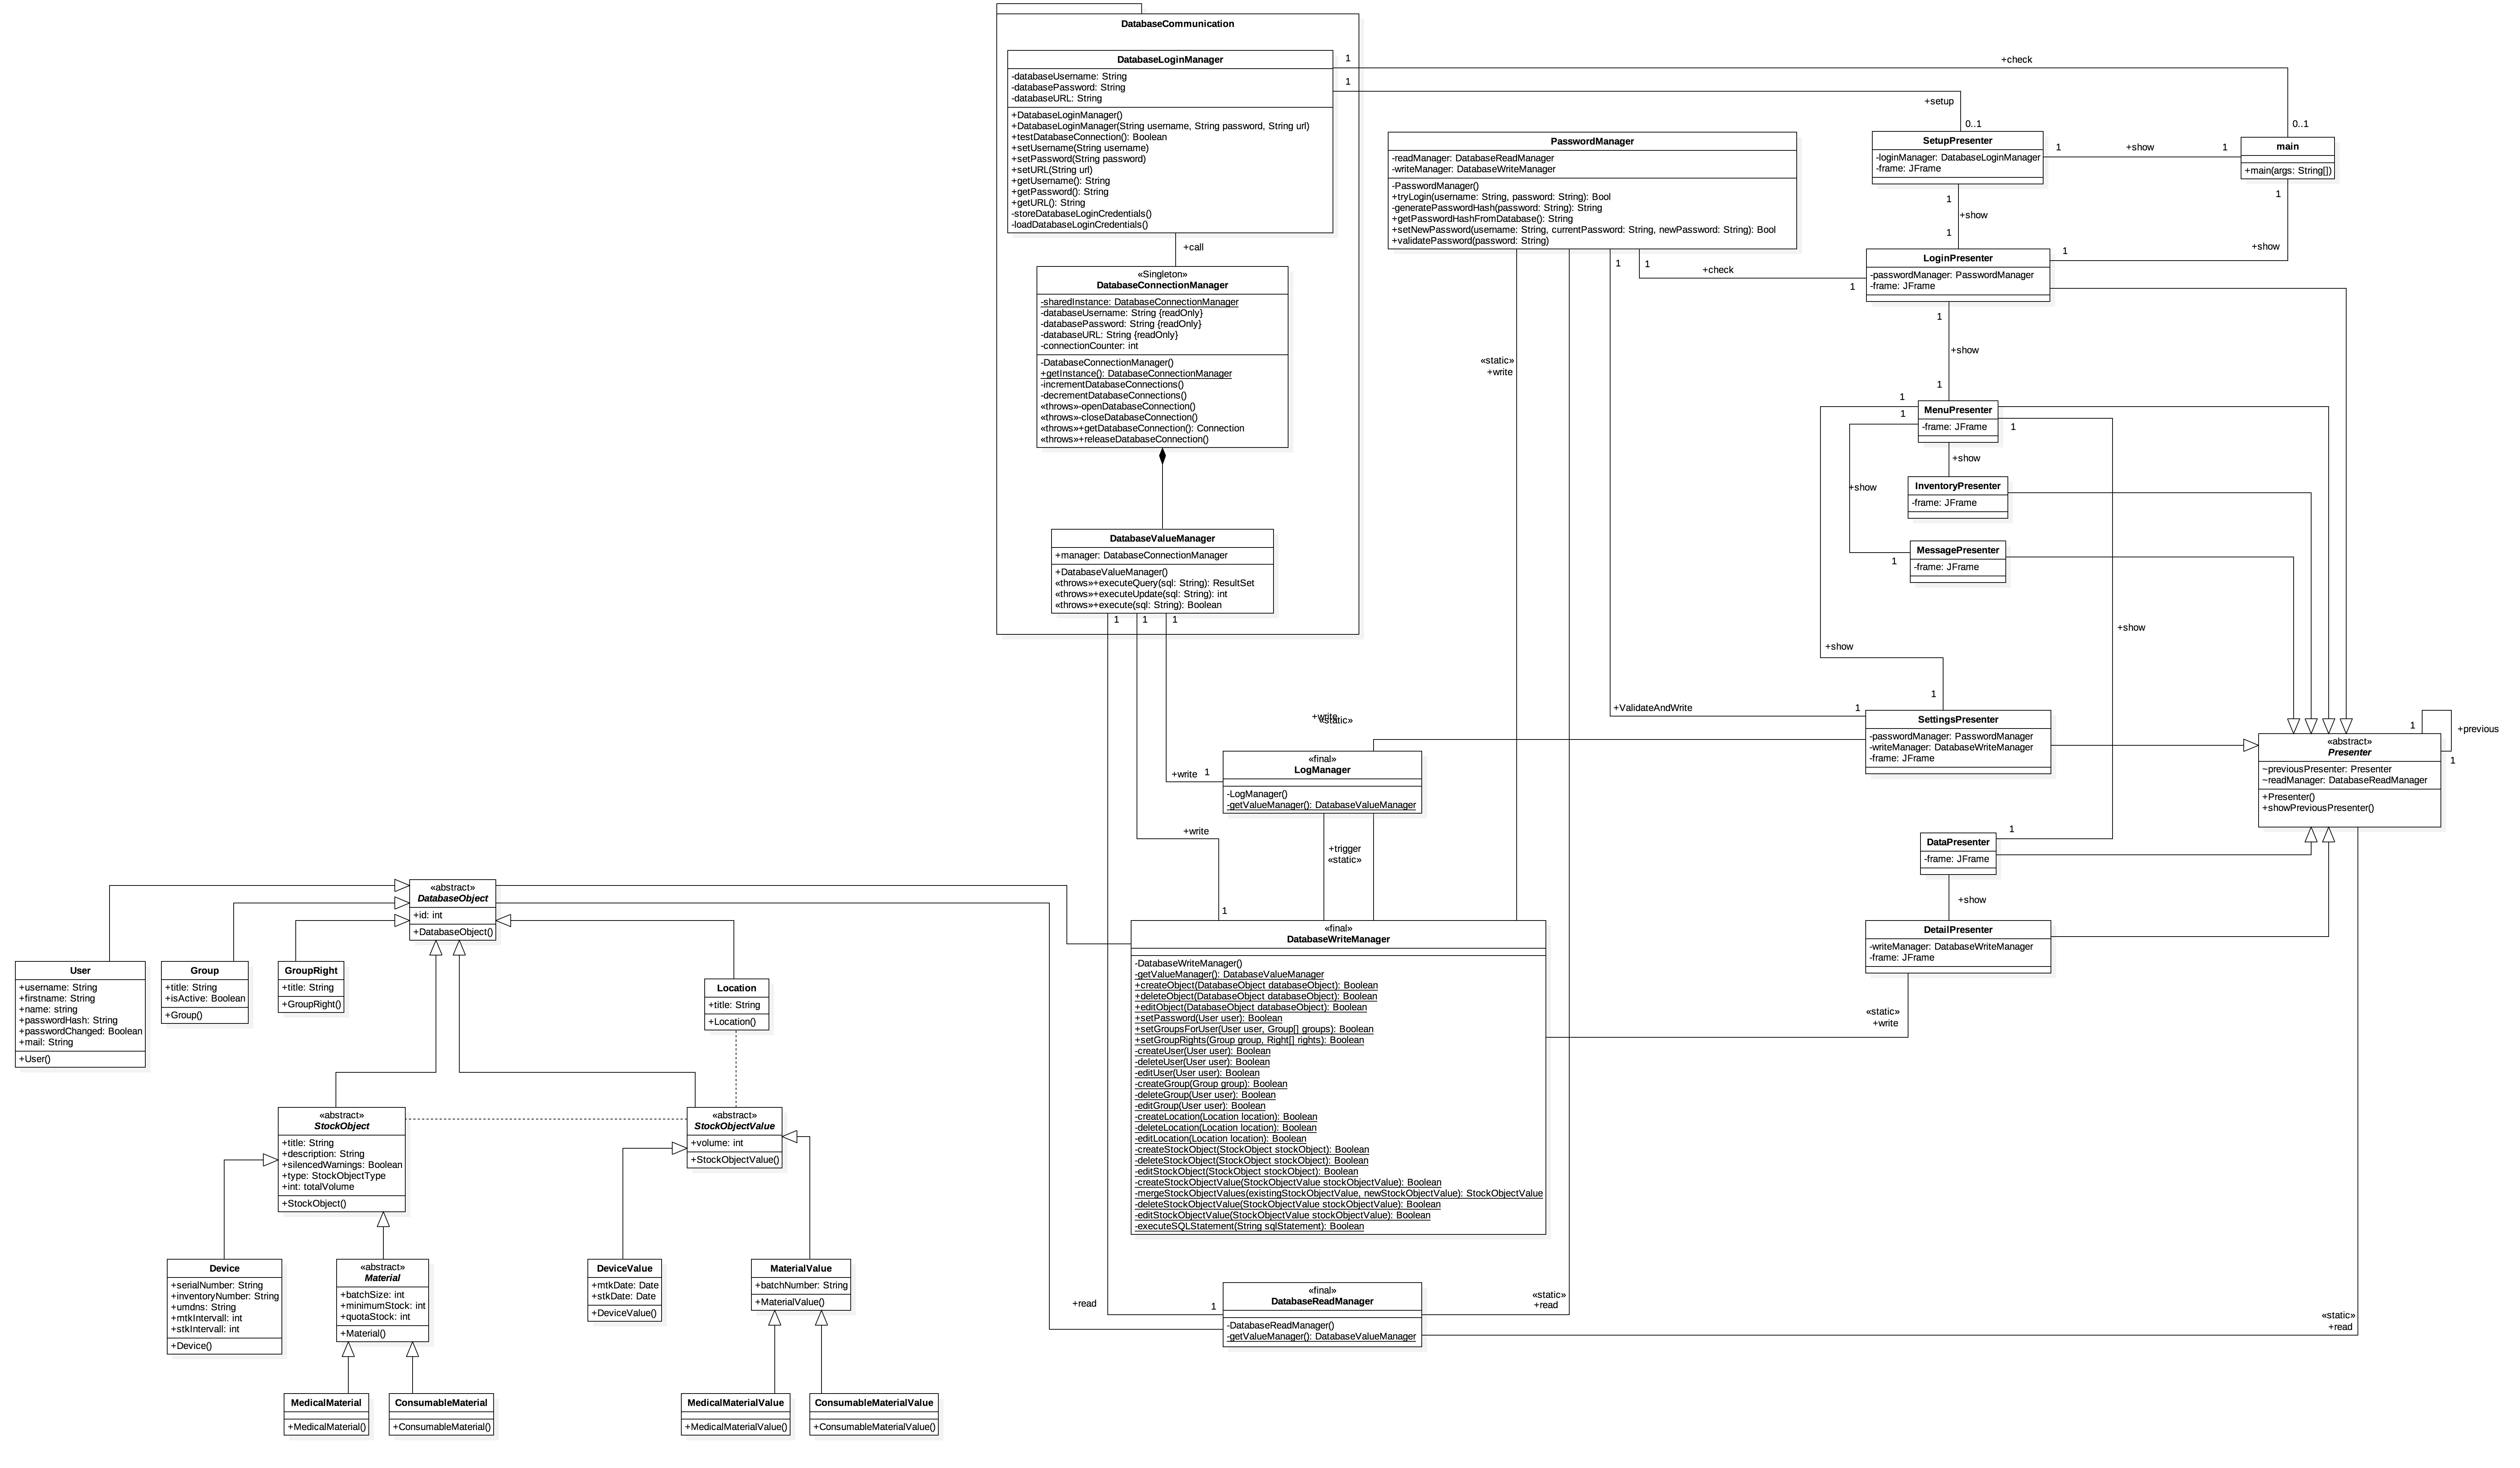 DatabaseCommunication
DatabaseLoginManager
-databaseUsername: String
-databasePassword: String
-databaseURL: String
+DatabaseLoginManager()
+DatabaseLoginManager(String username, String password, String url)
+testDatabaseConnection(): Boolean
+setUsername(String username)
+setPassword(String password)
+setURL(String url)
+getUsername(): String
+getPassword(): String
+getURL(): String
-storeDatabaseLoginCredentials()
-loadDatabaseLoginCredentials()
1
1
+check
+setup
0..1
0..1
+call
«Singleton»
DatabaseConnectionManager
-sharedInstance: DatabaseConnectionManager
-databaseUsername: String {readOnly}
-databasePassword: String {readOnly}
-databaseURL: String {readOnly}
-connectionCounter: int
-DatabaseConnectionManager()
+getInstance(): DatabaseConnectionManager
-incrementDatabaseConnections()
-decrementDatabaseConnections()
«throws»-openDatabaseConnection()
«throws»-closeDatabaseConnection()
«throws»+getDatabaseConnection(): Connection
«throws»+releaseDatabaseConnection()
DatabaseValueManager
+manager: DatabaseConnectionManager
+DatabaseValueManager()
«throws»+executeQuery(sql: String): ResultSet
«throws»+executeUpdate(sql: String): int
«throws»+execute(sql: String): Boolean
1
1
1
PasswordManager
-readManager: DatabaseReadManager
-writeManager: DatabaseWriteManager
-PasswordManager()
+tryLogin(username: String, password: String): Bool
-generatePasswordHash(password: String): String
+getPasswordHashFromDatabase(): String
+setNewPassword(username: String, currentPassword: String, newPassword: String): Bool
+validatePassword(password: String)
1
1
+check
1
«static»
+write
SetupPresenter
-loginManager: DatabaseLoginManager
-frame: JFrame
1
+show
1
main
+main(args: String[])
1
+show
1
1
+show
1
LoginPresenter
-passwordManager: PasswordManager
-frame: JFrame
1
+show
1
1
1
MenuPresenter
-frame: JFrame
1
+show
InventoryPresenter
-frame: JFrame
+show
MessagePresenter
-frame: JFrame
1
+show
+show
1
+ValidateAndWrite
1
+write
«static»
SettingsPresenter
-passwordManager: PasswordManager
-writeManager: DatabaseWriteManager
-frame: JFrame
1
+previous
1
«abstract»
Presenter
~previousPresenter: Presenter
~readManager: DatabaseReadManager
+Presenter()
+showPreviousPresenter()
«final»
LogManager
-LogManager()
-getValueManager(): DatabaseValueManager
+write
1
+write
+trigger
«static»
1
DataPresenter
-frame: JFrame
1
+show
DetailPresenter
-writeManager: DatabaseWriteManager
-frame: JFrame
«static»
+write
«abstract»
DatabaseObject
+id: int
+DatabaseObject()
User
+username: String
+firstname: String
+name: string
+passwordHash: String
+passwordChanged: Boolean
+mail: String
+User()
Group
+title: String
+isActive: Boolean
+Group()
GroupRight
+title: String
+GroupRight()
Location
+title: String
+Location()
«final»
DatabaseWriteManager
-DatabaseWriteManager()
-getValueManager(): DatabaseValueManager
+createObject(DatabaseObject databaseObject): Boolean
+deleteObject(DatabaseObject databaseObject): Boolean
+editObject(DatabaseObject databaseObject): Boolean
+setPassword(User user): Boolean
+setGroupsForUser(User user, Group[] groups): Boolean
+setGroupRights(Group group, Right[] rights): Boolean
-createUser(User user): Boolean
-deleteUser(User user): Boolean
-editUser(User user): Boolean
-createGroup(Group group): Boolean
-deleteGroup(User user): Boolean
-editGroup(User user): Boolean
-createLocation(Location location): Boolean
-deleteLocation(Location location): Boolean
-editLocation(Location location): Boolean
-createStockObject(StockObject stockObject): Boolean
-deleteStockObject(StockObject stockObject): Boolean
-editStockObject(StockObject stockObject): Boolean
-createStockObjectValue(StockObjectValue stockObjectValue): Boolean
-mergeStockObjectValues(existingStockObjectValue, newStockObjectValue): StockObjectValue
-deleteStockObjectValue(StockObjectValue stockObjectValue): Boolean
-editStockObjectValue(StockObjectValue stockObjectValue): Boolean
-executeSQLStatement(String sqlStatement): Boolean
«abstract»
StockObject
+title: String
+description: String
+silencedWarnings: Boolean
+type: StockObjectType
+int: totalVolume
+StockObject()
«abstract»
StockObjectValue
+volume: int
+StockObjectValue()
Device
+serialNumber: String
+inventoryNumber: String
+umdns: String
+mtkIntervall: int
+stkIntervall: int
+Device()
«abstract»
Material
+batchSize: int
+minimumStock: int
+quotaStock: int
+Material()
DeviceValue
+mtkDate: Date
+stkDate: Date
+DeviceValue()
MaterialValue
+batchNumber: String
+MaterialValue()
+read
1
«final»
DatabaseReadManager
-DatabaseReadManager()
-getValueManager(): DatabaseValueManager
«static»
+read
«static»
+read
MedicalMaterial
+MedicalMaterial()
ConsumableMaterial
+ConsumableMaterial()
MedicalMaterialValue
+MedicalMaterialValue()
ConsumableMaterialValue
+ConsumableMaterialValue()